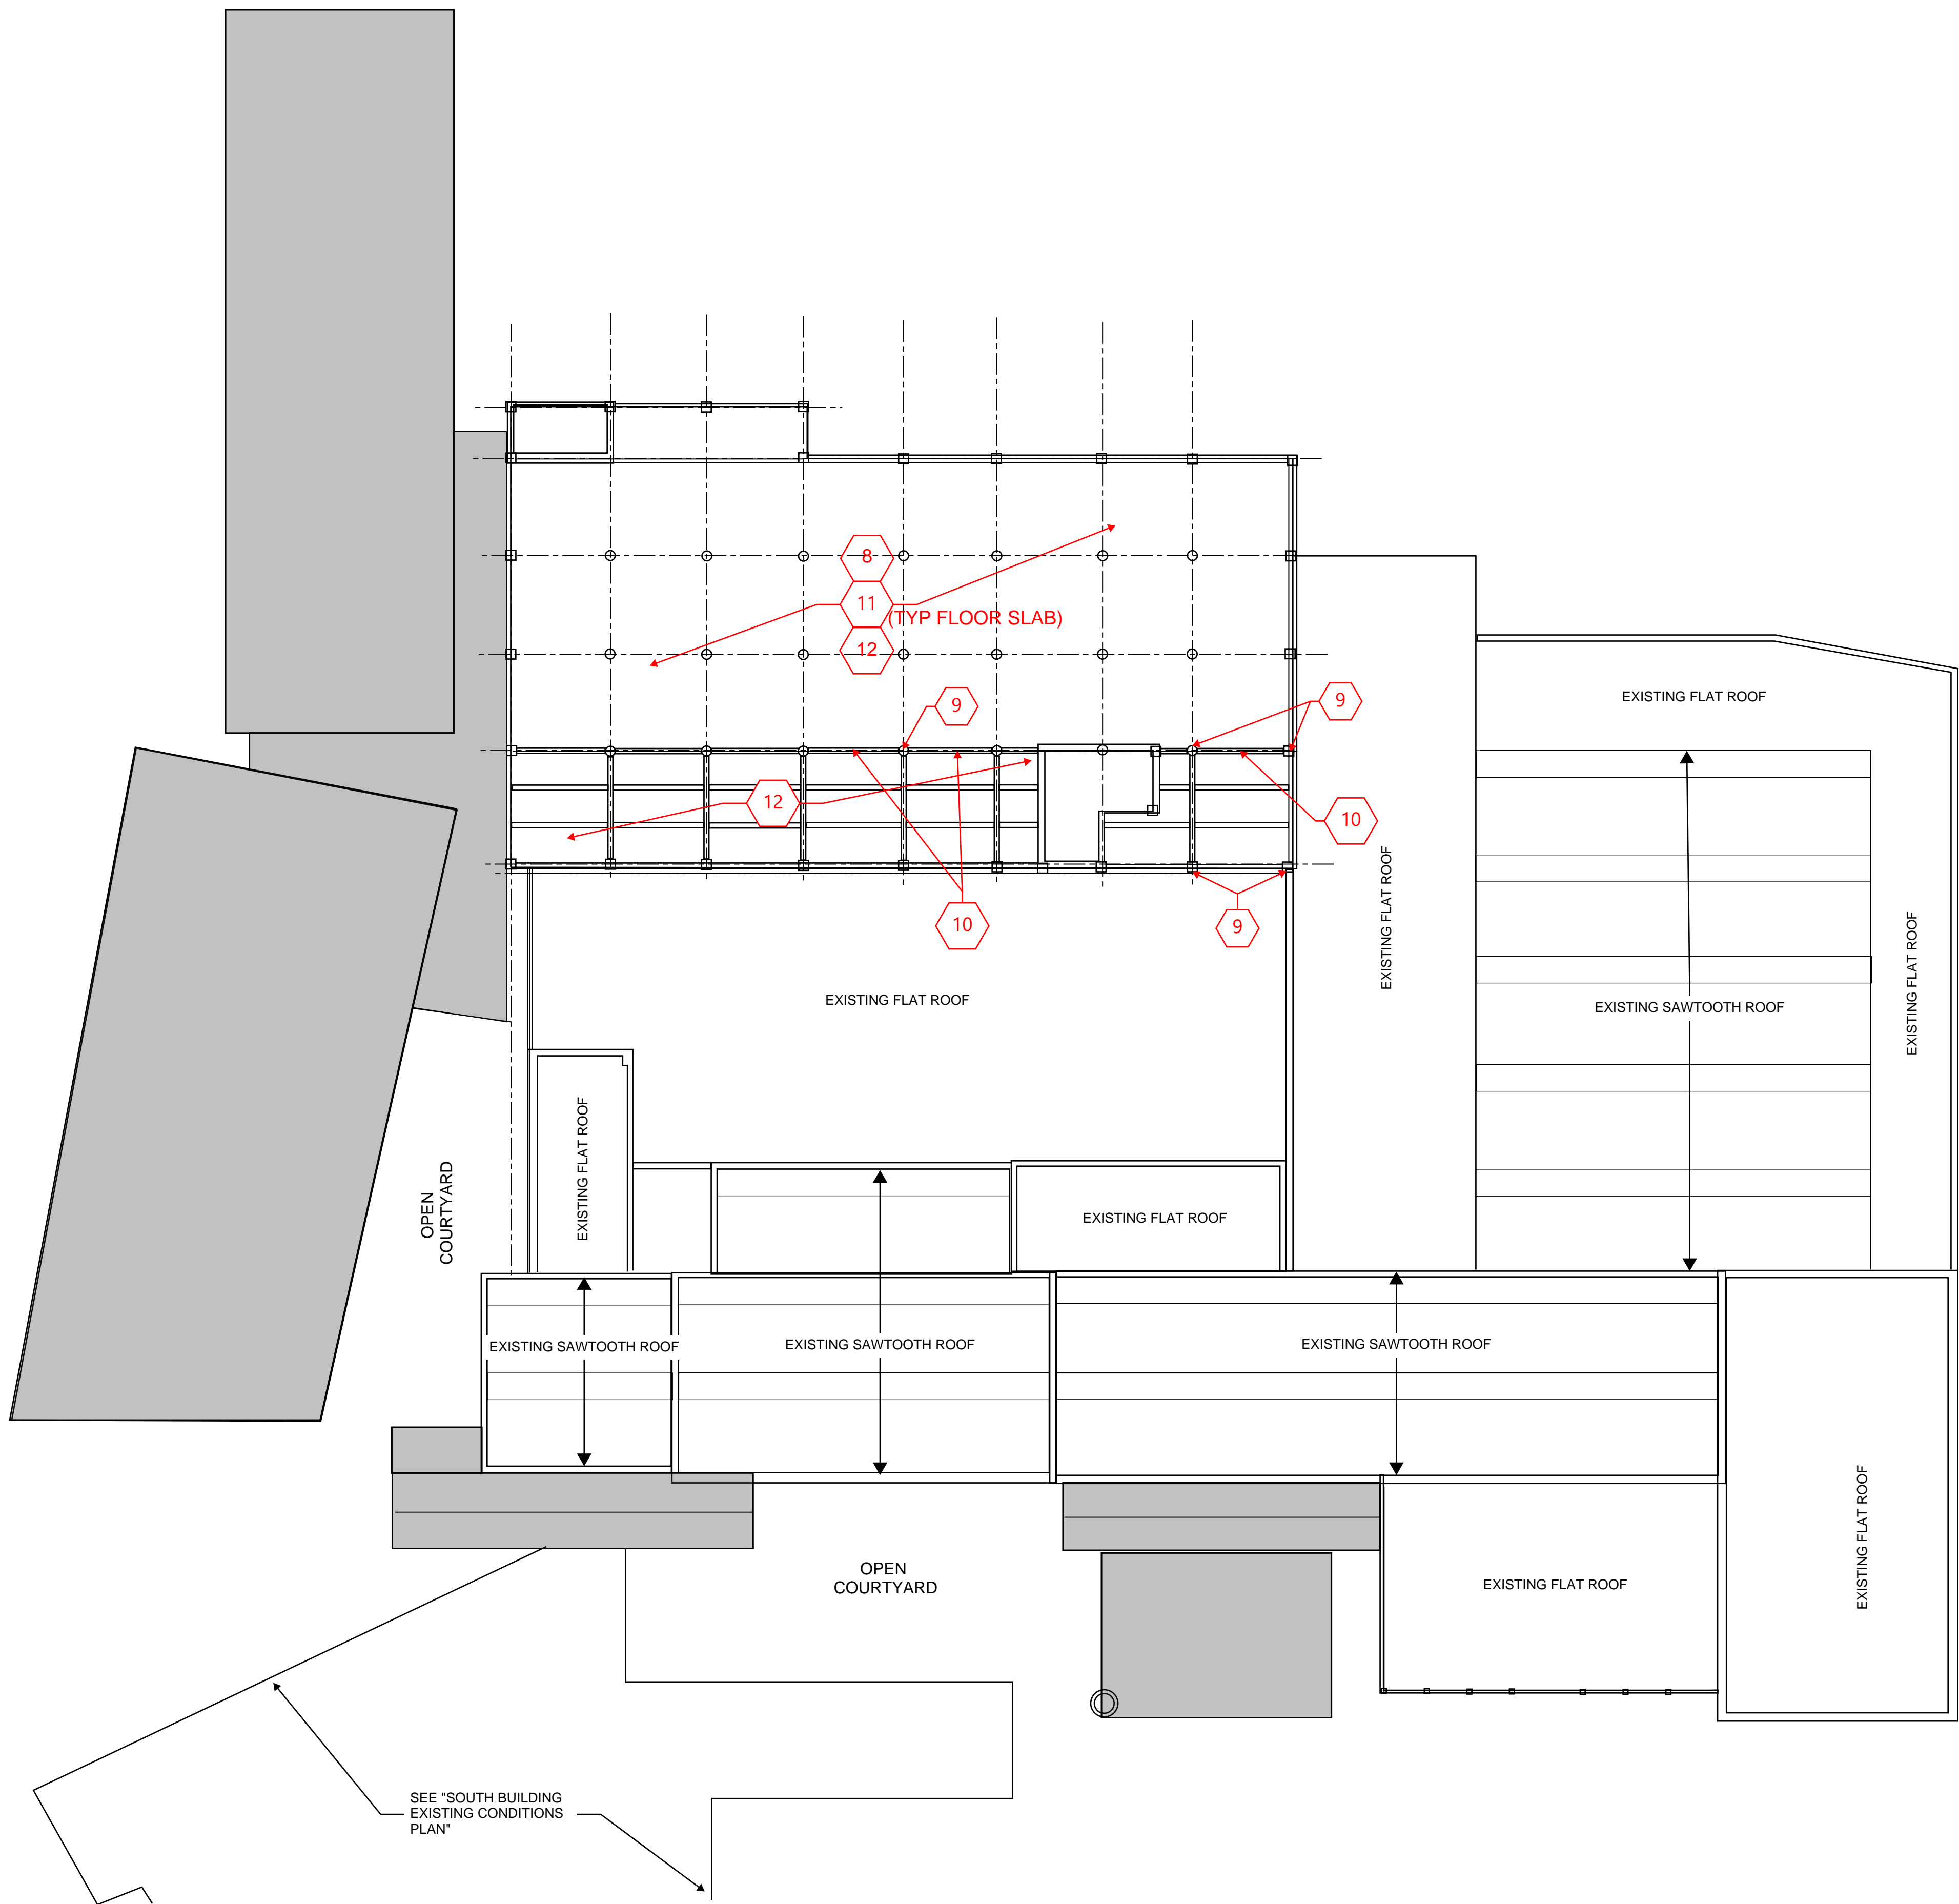 8
11
(TYP FLOOR SLAB)
12
9
9
EXISTING FLAT ROOF
12
10
10
9
EXISTING FLAT ROOF
EXISTING FLAT ROOF
EXISTING FLAT ROOF
EXISTING SAWTOOTH ROOF
EXISTING FLAT ROOF
OPEN
COURTYARD
EXISTING FLAT ROOF
EXISTING SAWTOOTH ROOF
EXISTING SAWTOOTH ROOF
EXISTING SAWTOOTH ROOF
OPEN
COURTYARD
EXISTING FLAT ROOF
EXISTING FLAT ROOF
SEE "SOUTH BUILDING
EXISTING CONDITIONS
PLAN"